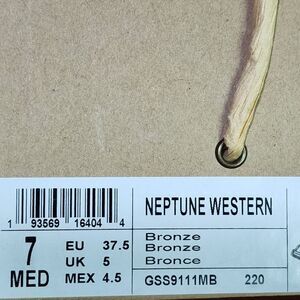 NEPTUNE WESTERN
1 93569 16404 4
7 MED
EU 37.5
UK 5
MEX 4.5
Bronze
Bronze
Bronce
GSS9111MB 220